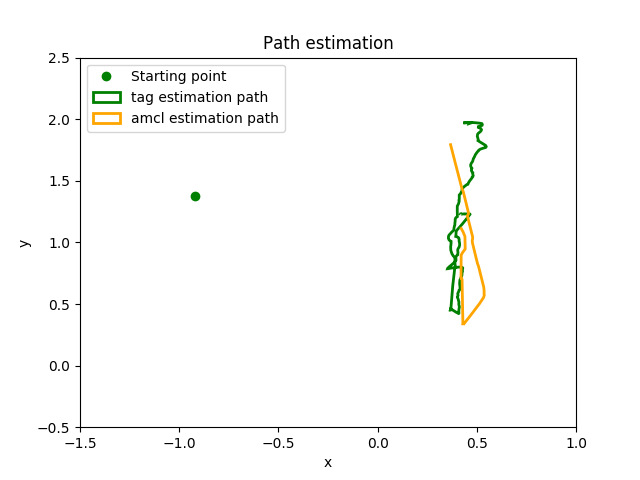 Path estimation
Starting point
tag estimation path
amcl estimation path
2.5
2.0
1.5
1.0
0.5
0.0
−0.5
y
−1.5
−1.0
−0.5
0.0
0.5
1.0
x